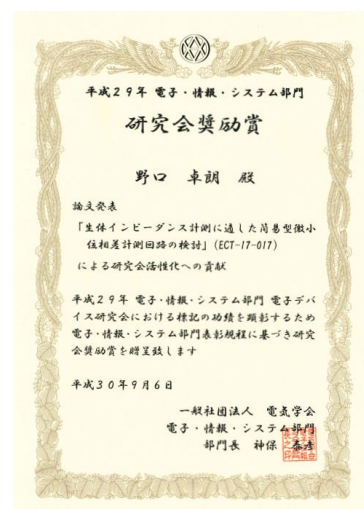 平成29年 電子・情報・システム部門
研究会奨励賞
野口 卓朗 殿
論文発表
「生体インピーダンス計測に適した簡易型微小
位相差計測回路の検討」(ECT-17-017)
による研究会活性化への貢献
平成29年 電子・情報・システム部門 電子デバ
イス研究会における標記の功績を顕彰するため
電子・情報・システム部門表彰規程に基づき研究
会奨励賞を贈呈致します
平成30年9月6日
一般社団法人 電気学会
電子・情報・システム部門
部門長 神保 泰孝